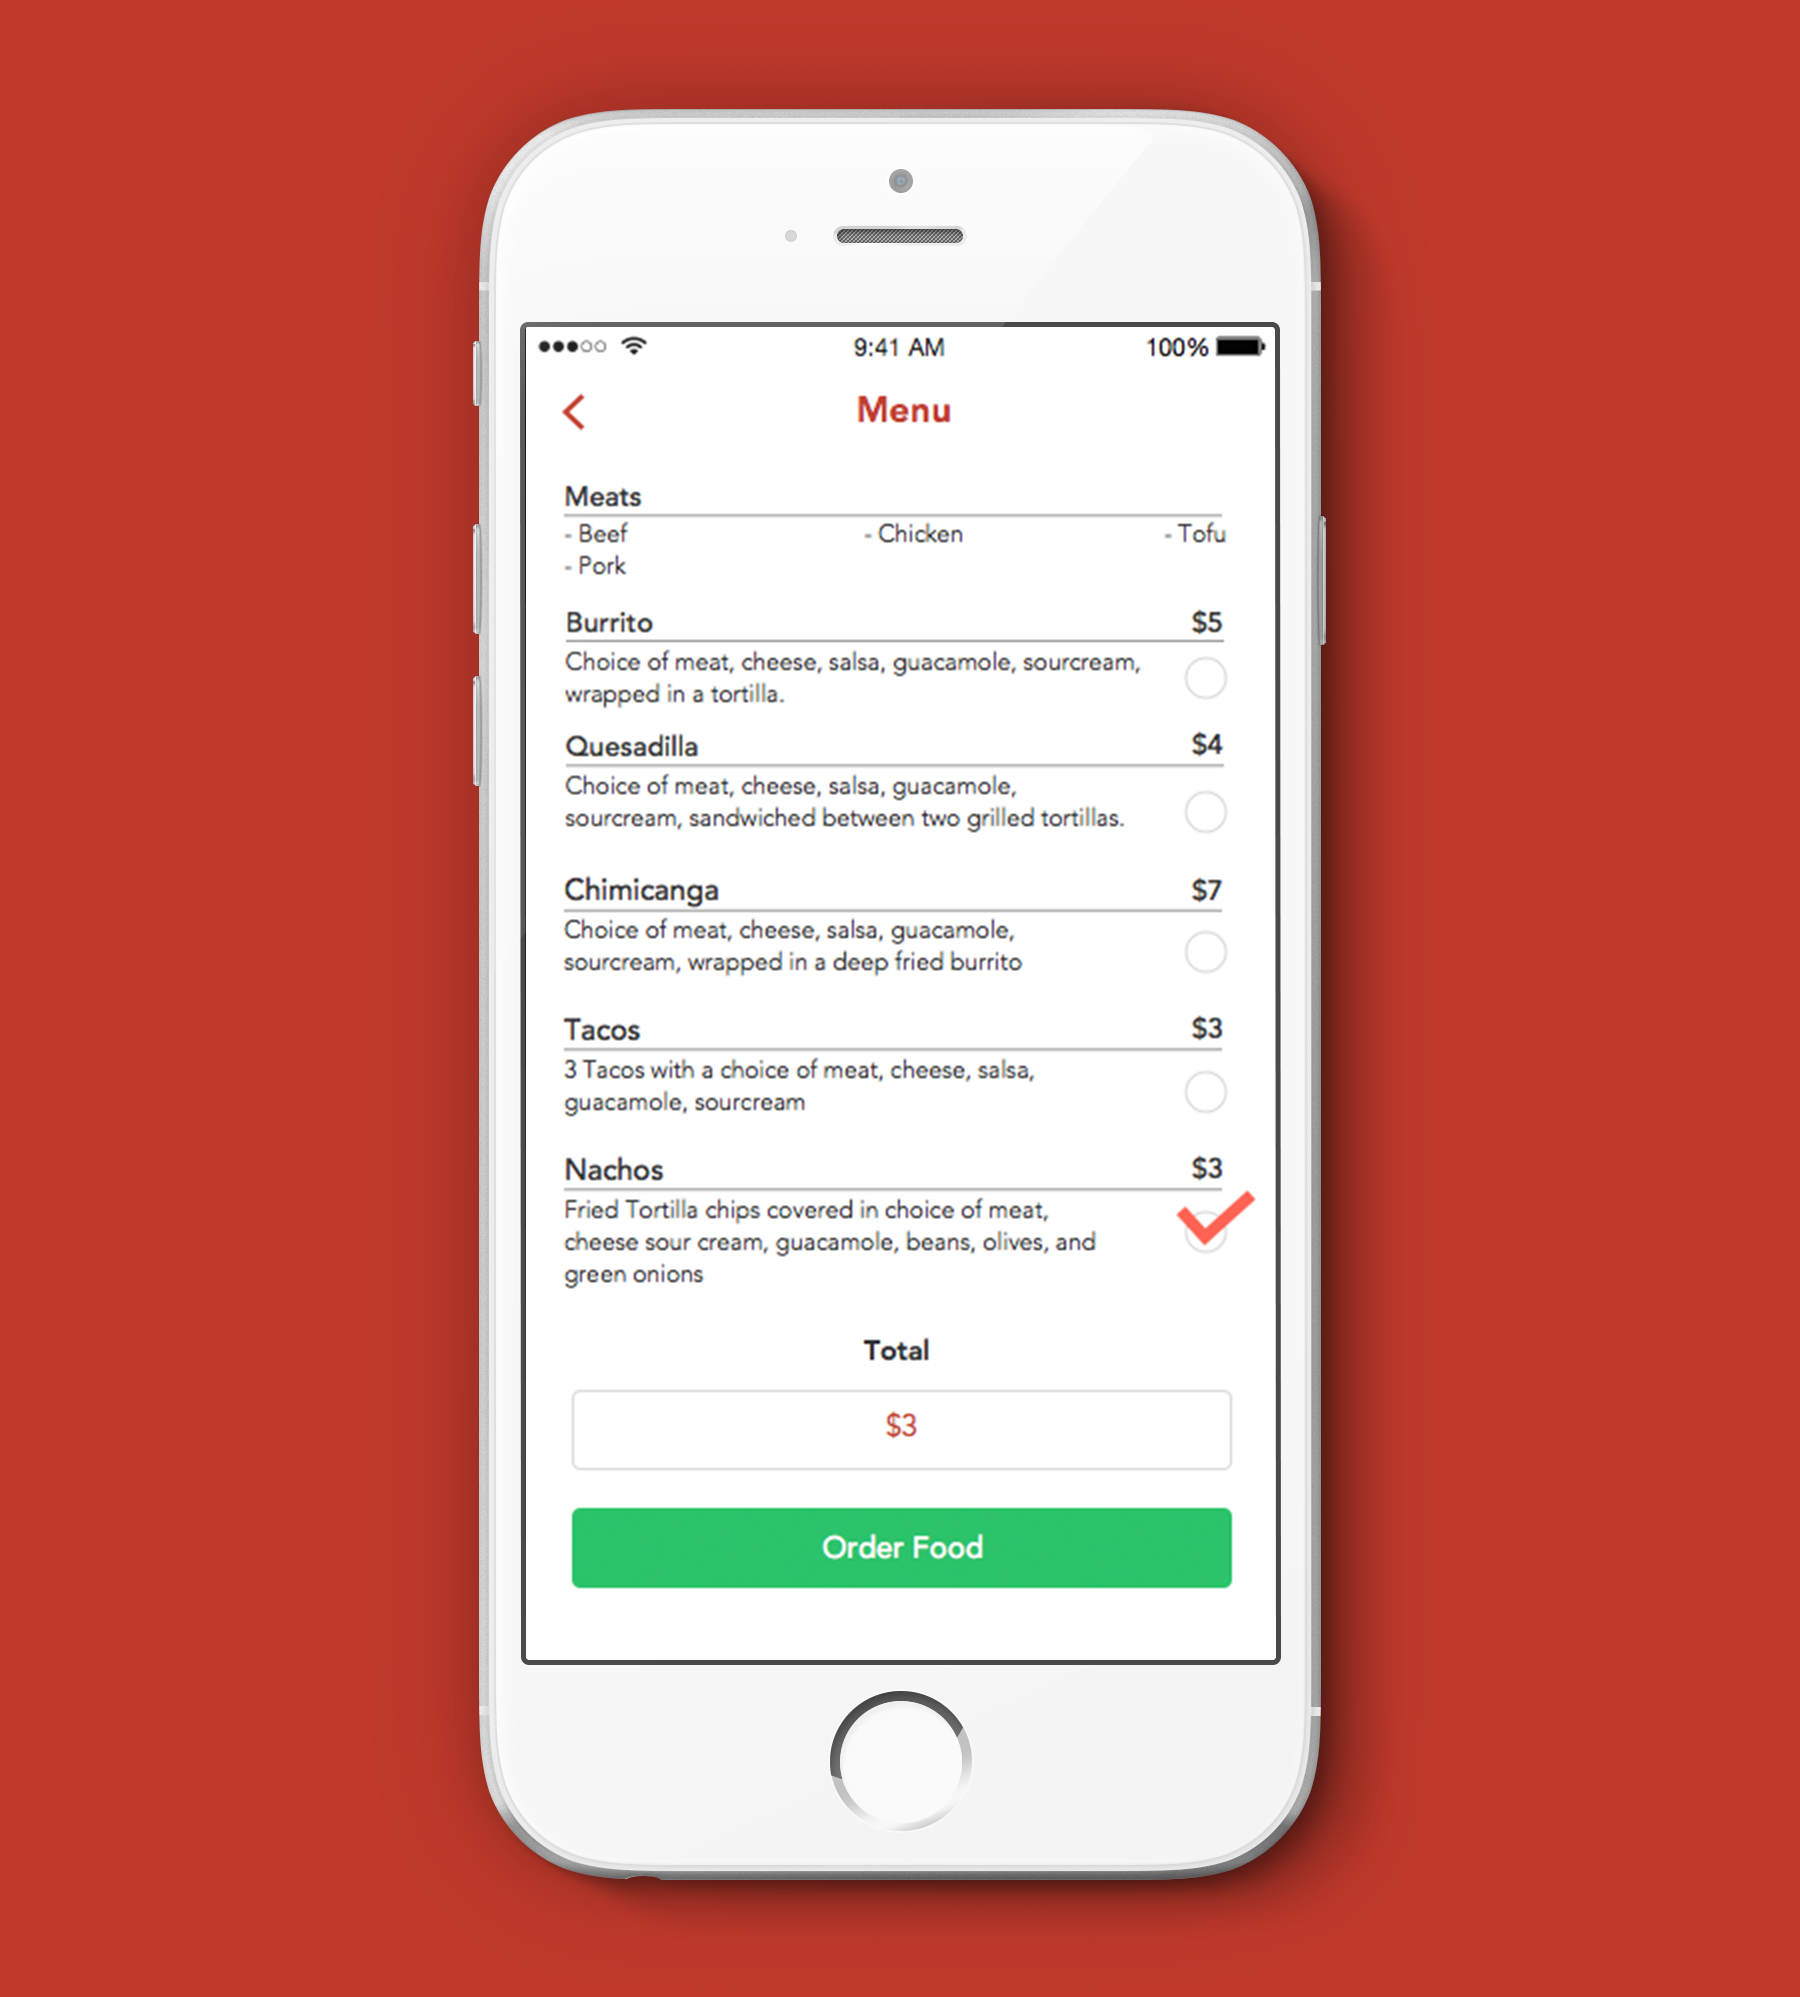 9:41 AM 100%
Menu
Meats
- Beef - Chicken - Tofu
- Pork
Burrito $5
Choice of meat, cheese, salsa, guacamole, sourcream,
wrapped in a tortilla.
Quesadilla $4
Choice of meat, cheese, salsa, guacamole,
sourcream, sandwiched between two grilled tortillas.
Chimicanga $7
Choice of meat, cheese, salsa, guacamole,
sourcream, wrapped in a deep fried burrito
Tacos $3
3 Tacos with a choice of meat, cheese, salsa,
guacamole, sourcream
Nachos $3
Fried Tortilla chips covered in choice of meat,
cheese sour cream, guacamole, beans, olives, and
green onions
Total
$3
Order Food